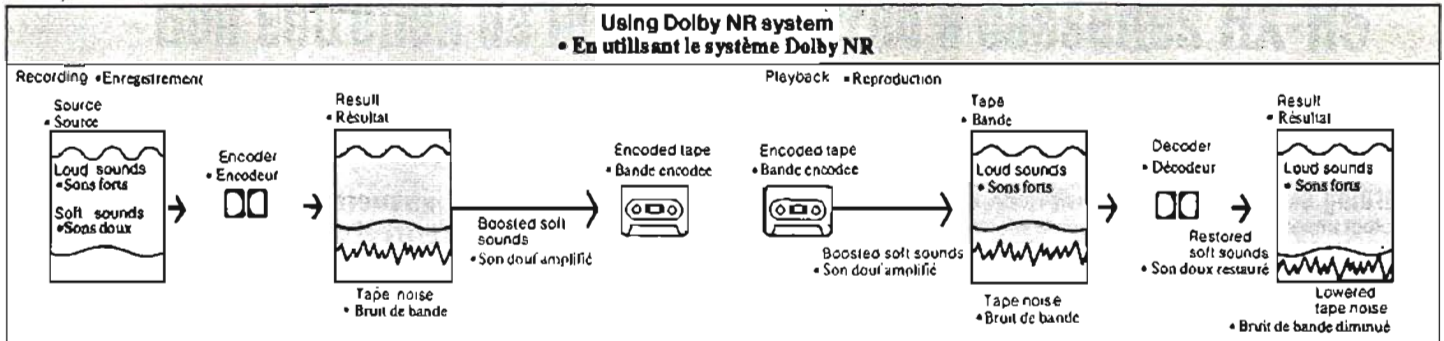 Using Dolby NR system
• En utilisant le système Dolby NR
Recording • Enregistrement
Source
• Source
Loud sounds
• Sons forts
Soft sounds
• Sons doux
Encoder
• Encodeur
Result
• Résultat
Tape noise
• Bruit de bande
Boosted soft
sounds
• Son douf amplifié
Encoded tape
• Bande encodee
Playback • Reproduction
Encoded tape
• Bande encodee
Boosted soft sounds
• Son douf amplifié
Tape
• Bande
Loud sounds
• Sons forts
Tape noise
• Bruit de bande
Decoder
• Décodeur
Restored
soft sounds
• Son doux restauré
Result
• Résultat
Loud sounds
• Sons forts
Lowered
tape noise
• Bruit de bande diminué